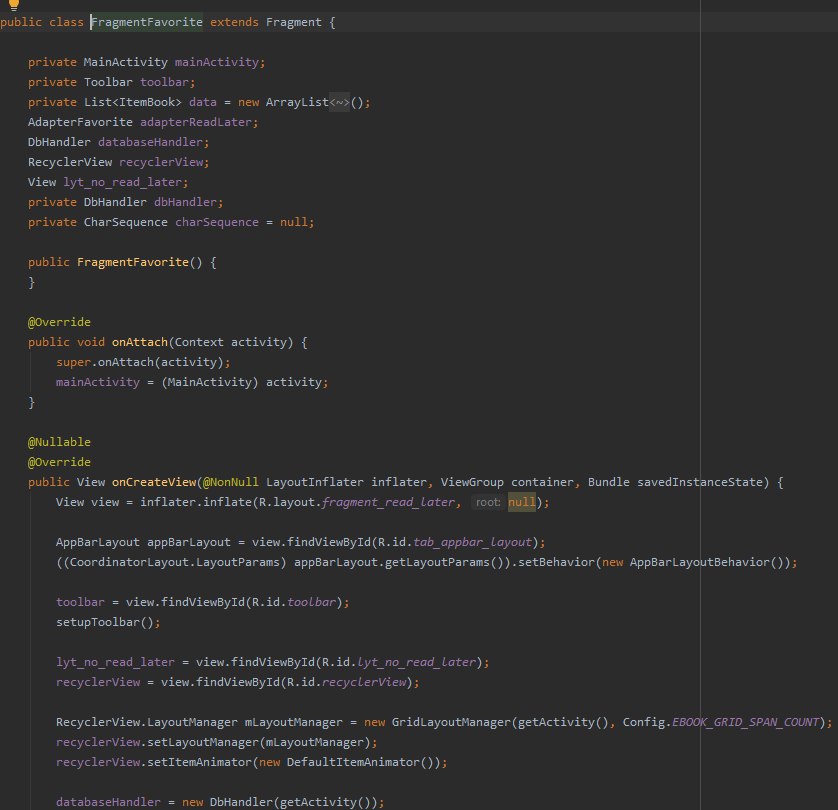 public class FragmentFavorite extends Fragment {
private MainActivity mainActivity;
private Toolbar toolbar;
private List<ItemBook> data = new ArrayList<~>();
AdapterFavorite adapterReadLater;
DbHandler databaseHandler;
RecyclerView recyclerView;
View lyt_no_read_later;
private DbHandler dbHandler;
private CharSequence charSequence = null;
public FragmentFavorite() {
}
@Override
public void onAttach(Context activity) {
super.onAttach(activity);
mainActivity = (MainActivity) activity;
}
@Nullable
@Override
public View onCreateView(@NonNull LayoutInflater inflater, ViewGroup container, Bundle savedInstanceState) {
View view = inflater.inflate(R.layout.fragment_read_later, root: null);
AppBarLayout appBarLayout = view.findViewById(R.id.tab_appbar_layout);
((CoordinatorLayout.LayoutParams) appBarLayout.getLayoutParams()).setBehavior(new AppBarLayoutBehavior());
toolbar = view.findViewById(R.id.toolbar);
setupToolbar();
lyt_no_read_later = view.findViewById(R.id.lyt_no_read_later);
recyclerView = view.findViewById(R.id.recyclerView);
RecyclerView.LayoutManager mLayoutManager = new GridLayoutManager(getActivity(), Config.EBOOK_GRID_SPAN_COUNT);
recyclerView.setLayoutManager(mLayoutManager);
recyclerView.setItemAnimator(new DefaultItemAnimator());
databaseHandler = new DbHandler(getActivity());